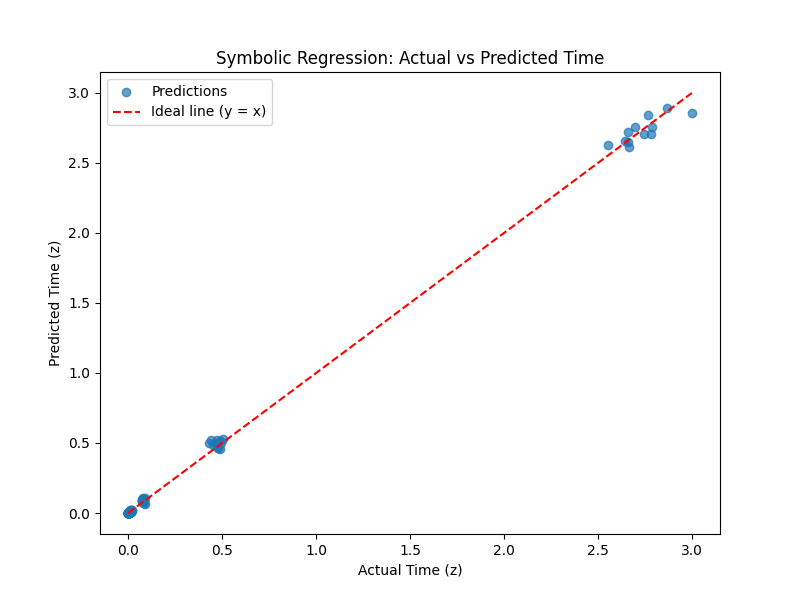 Symbolic Regression: Actual vs Predicted Time
Predictions
Ideal line (y = x)
Predicted Time (z)
3.0
2.5
2.0
1.5
1.0
0.5
0.0
0.0 0.5 1.0 1.5 2.0 2.5 3.0
Actual Time (z)